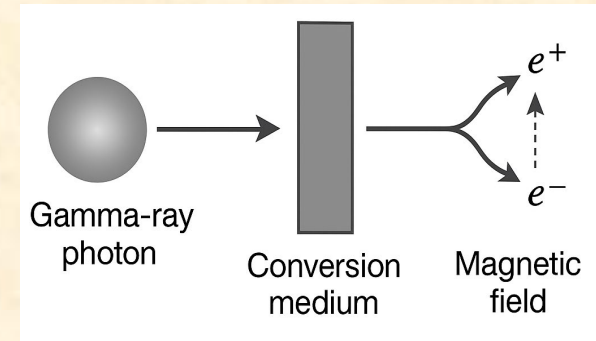 Gamma-ray
photon
Conversion
medium
e⁺
e⁻
Magnetic
field